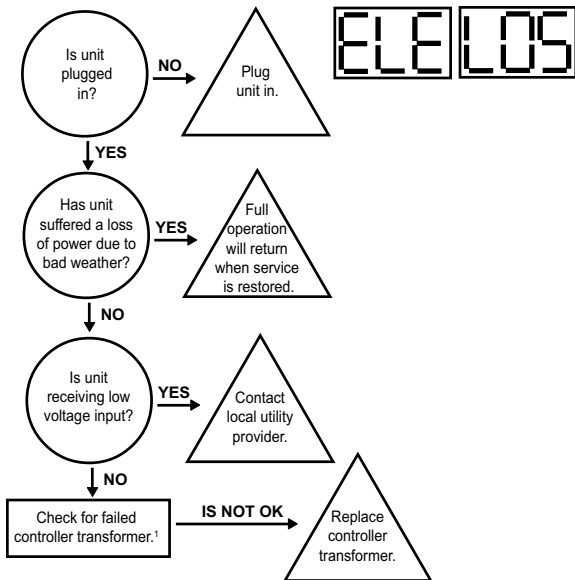 ELE LOS
Is unit
plugged
in?
NO
Plug
unit in.
YES
Has unit
suffered a loss
of power due to
bad weather?
YES
Full
operation
will return
when service
is restored.
NO
Is unit
receiving low
voltage input?
YES
Contact
local utility
provider.
NO
Check for failed
controller transformer.¹
IS NOT OK
Replace
controller
transformer.